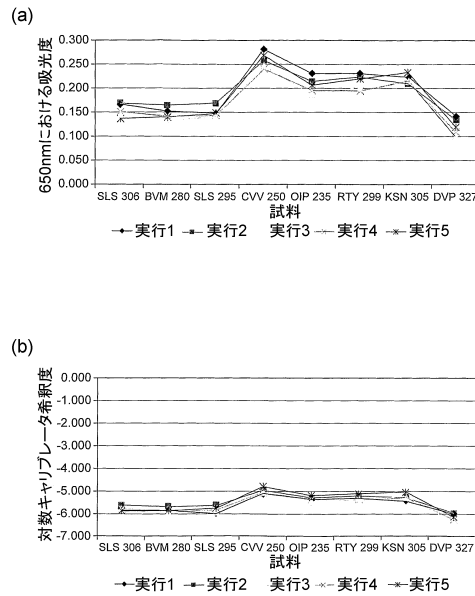 (a)
650nmにおける吸光度
0.300
0.250
0.200
0.150
0.100
0.050
0.000
SLS 306 BVM 280 SLS 295 CVV 250 OIP 235 RTY 299 KSN 305 DVP 327
試料
実行1 実行2 実行3 実行4 実行5
(b)
対数キャリブレータ希釈度
0.000
-1.000
-2.000
-3.000
-4.000
-5.000
-6.000
-7.000
SLS 306 BVM 280 SLS 295 CVV 250 OIP 235 RTY 299 KSN 305 DVP 327
試料
実行1 実行2 実行3 実行4 実行5